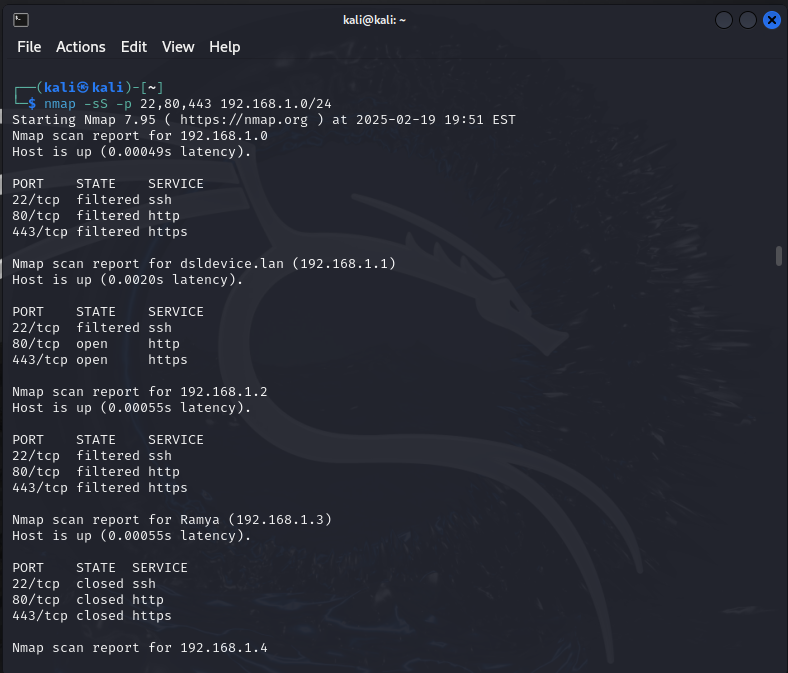 kali@kali: ~
File Actions Edit View Help
┌──(kali㉿kali)-[~]
└─$ nmap -sS -p 22,80,443 192.168.1.0/24
Starting Nmap 7.95 ( https://nmap.org ) at 2025-02-19 19:51 EST
Nmap scan report for 192.168.1.0
Host is up (0.00049s latency).
PORT    STATE    SERVICE
22/tcp  filtered ssh
80/tcp  filtered http
443/tcp filtered https
Nmap scan report for dsldevice.lan (192.168.1.1)
Host is up (0.0020s latency).
PORT    STATE    SERVICE
22/tcp  filtered ssh
80/tcp  open     http
443/tcp open     https
Nmap scan report for 192.168.1.2
Host is up (0.00055s latency).
PORT    STATE    SERVICE
22/tcp  filtered ssh
80/tcp  filtered http
443/tcp filtered https
Nmap scan report for Ramya (192.168.1.3)
Host is up (0.00055s latency).
PORT    STATE  SERVICE
22/tcp  closed ssh
80/tcp  closed http
443/tcp closed https
Nmap scan report for 192.168.1.4